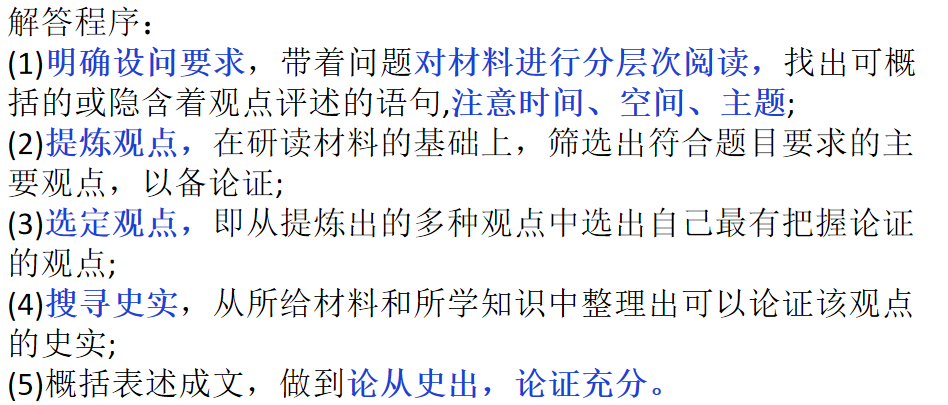 解答程序：
(1)明确设问要求，带着问题对材料进行分层次阅读，找出可概
括的或隐含着观点评述的语句,注意时间、空间、主题;
(2)提炼观点，在研读材料的基础上，筛选出符合题目要求的主
要观点，以备论证;
(3)选定观点，即从提炼出的多种观点中选出自己最有把握论证
的观点;
(4)搜寻史实，从所给材料和所学知识中整理出可以论证该观点
的史实;
(5)概括表述成文，做到论从史出，论证充分。